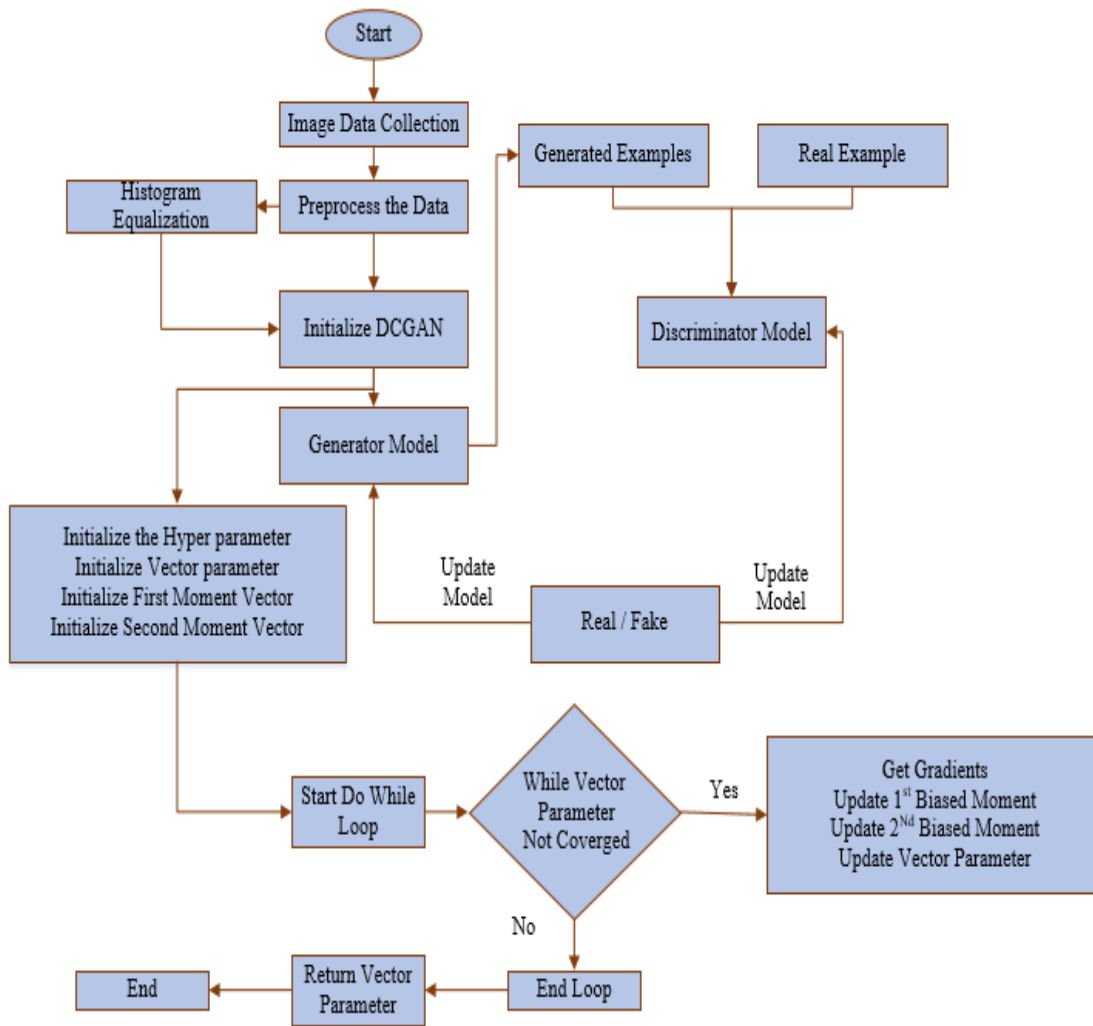 Start
Image Data Collection
Generated Examples
Real Example
Histogram
Equalization
Preprocess the Data
Initialize DCGAN
Discriminator Model
Generator Model
Initialize the Hyper parameter
Initialize Vector parameter
Initialize First Moment Vector
Initialize Second Moment Vector
Update
Model
Real / Fake
Update
Model
Start Do While
Loop
While Vector
Parameter
Not Coverged
Yes
Get Gradients
Update 1st Biased Moment
Update 2Nd Biased Moment
Update Vector Parameter
No
End Loop
Return Vector
Parameter
End